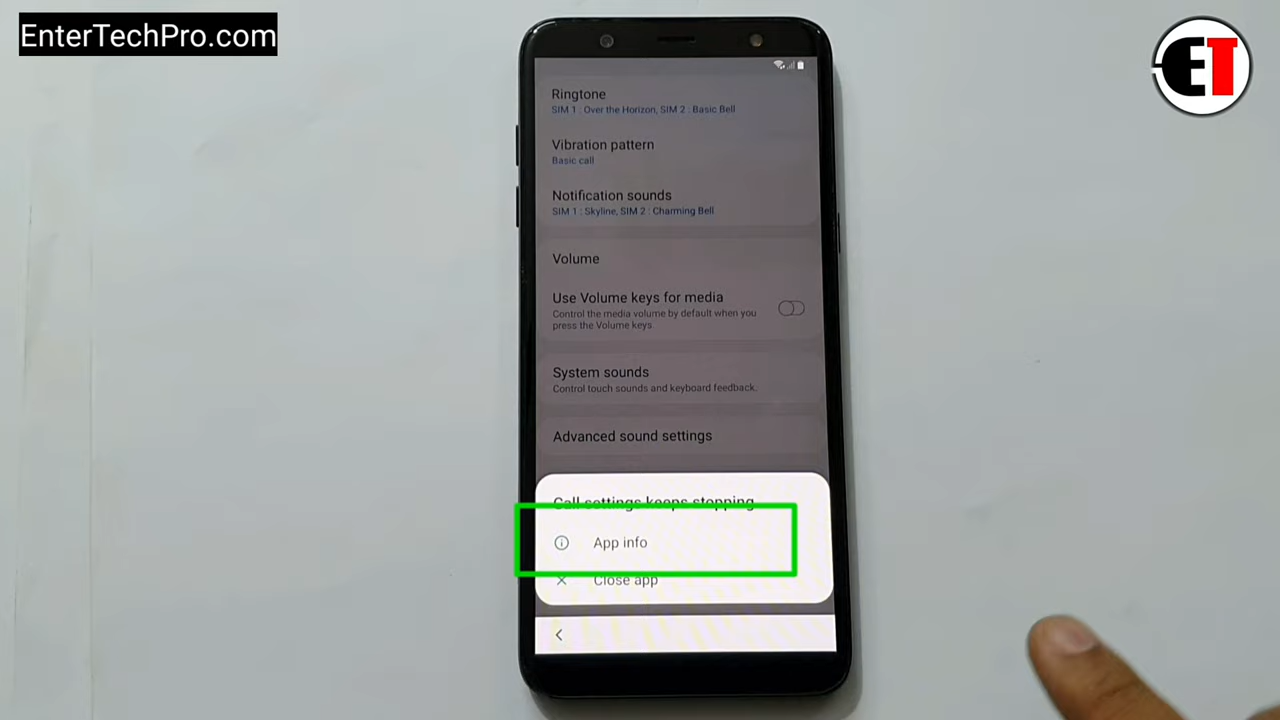 EnterTechPro.com
ET
Ringtone
SIM 1 : Over the Horizon, SIM 2 : Basic Bell
Vibration pattern
Basic call
Notification sounds
SIM 1 : Skyline, SIM 2 : Charming Bell
Volume
Use Volume keys for media
Control the media volume by default when you
press the Volume keys.
System sounds
Control touch sounds and keyboard feedback.
Advanced sound settings
Call settings keeps stopping
App info
Close app